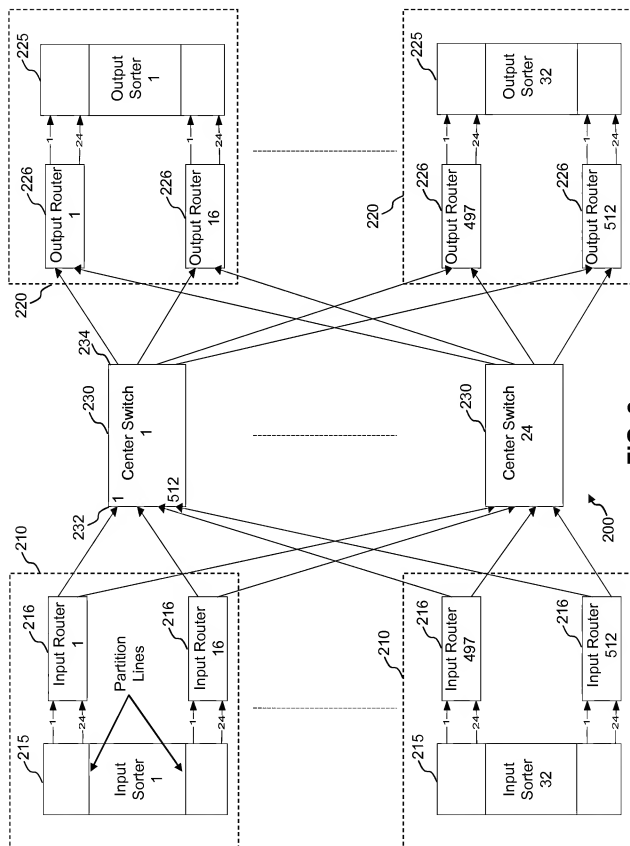 210
215
Input
Sorter
1
1
24
216
Input Router
1
Partition
Lines
1
24
216
Input Router
16
210
215
Input
Sorter
32
1
24
216
Input Router
497
1
24
216
Input Router
512
232
230
234
1
Center Switch
1
512
230
Center Switch
24
200
220
226
Output Router
1
1
24
225
Output
Sorter
1
226
Output Router
16
1
24
220
226
Output Router
497
1
24
225
Output
Sorter
32
226
Output Router
512
1
24
FIG.